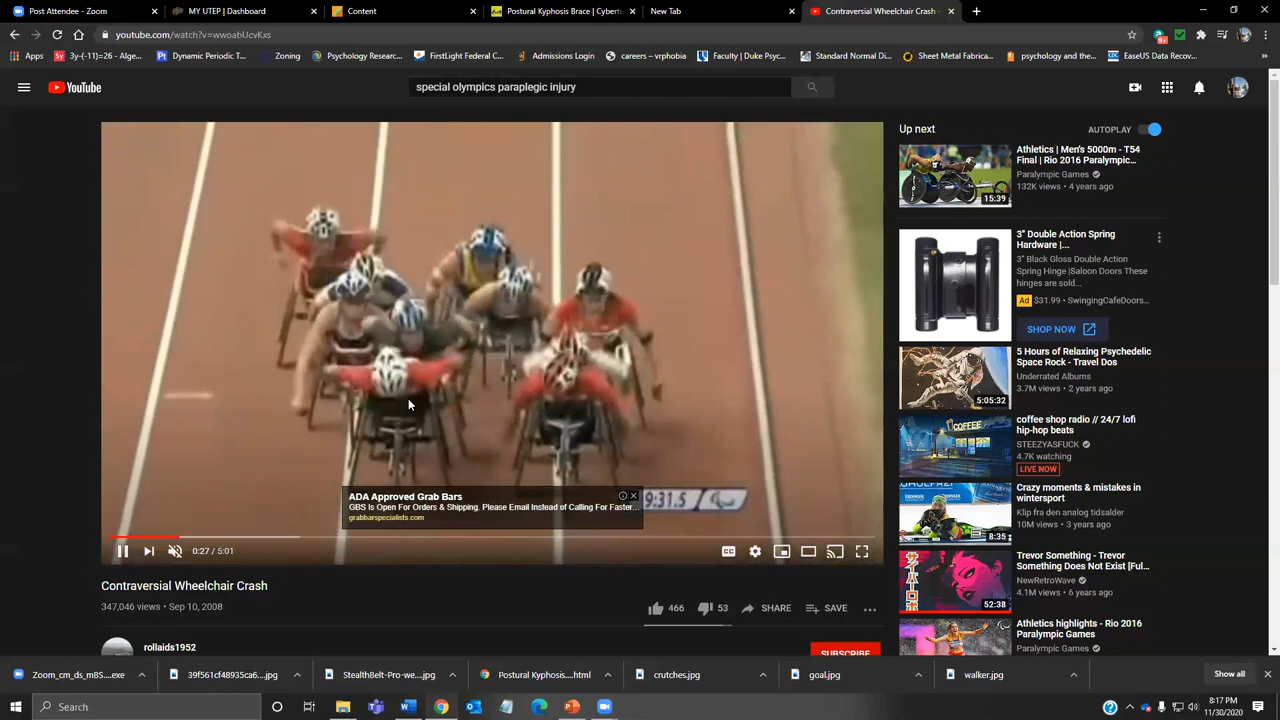 Post Attendee - Zoom
MY UTEP | Dashboard
Content
Postural Kyphosis Brace | Cybert
New Tab
Contraversial Wheelchair Crash -
youtube.com/watch?v=wwoabUcvKxs
Apps
3y-(-11)=26 - Alge...
Dynamic Periodic T...
Zoning
Psychology Researc...
FirstLight Federal C...
Admissions Login
careers – vrphobia
Faculty | Duke Psyc...
Standard Normal Di...
Sheet Metal Fabrica...
psychology and the...
EaseUS Data Recov...
YouTube
special olympics paraplegic injury
Up next
AUTOPLAY
Athletics | Men's 5000m - T54
Final | Rio 2016 Paralympic...
Paralympic Games
132K views • 4 years ago
15:39
3" Double Action Spring
Hardware |...
3" Black Gloss Double Action
Spring Hinge |Saloon Doors These
hinges are sold...
Ad $31.99 • SwingingCafeDoors...
SHOP NOW
5 Hours of Relaxing Psychedelic
Space Rock - Travel Dos
Underrated Albums
3.7M views • 2 years ago
5:05:32
coffee shop radio // 24/7 lofi
hip-hop beats
STEEZYASFUCK
4.7K watching
LIVE NOW
COFFEE
Crazy moments & mistakes in
wintersport
Klip fra den analog tidsalder
10M views • 3 years ago
8:35
Trevor Something - Trevor
Something Does Not Exist [Ful...
NewRetroWave
4.1M views • 6 years ago
52:38
Athletics highlights - Rio 2016
Paralympic Games
Paralympic Games
9:31.5
ADA Approved Grab Bars
GBS Is Open For Orders & Shipping. Please Email Instead of Calling For Faster...
grabbarspecialists.com
0:27 / 5:01
CC
Contraversial Wheelchair Crash
347,046 views • Sep 10, 2008
466
53
SHARE
SAVE
rollaids1952
SUBSCRIBE
Zoom_cm_ds_mBS....exe
39f561cf48933a6...jpg
StealthBelt-Pro-we...jpg
Postural Kyphosis....html
crutches.jpg
goal.jpg
walker.jpg
Show all
Search
8:17 PM
11/30/2020